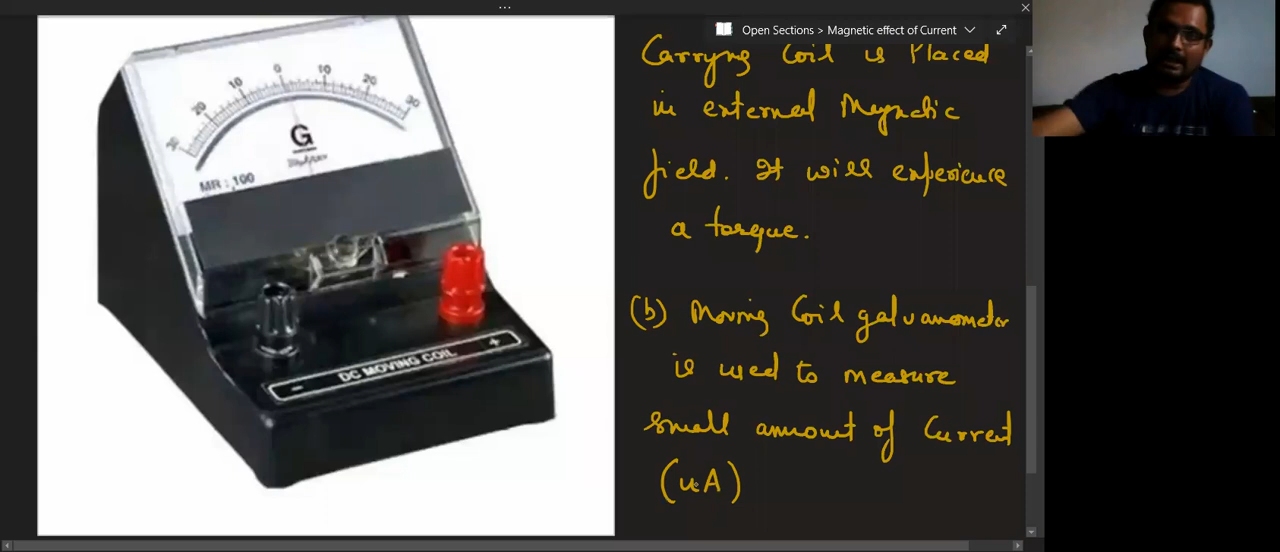 Open Sections > Magnetic effect of Current
30 20 10 0 10 20 30
G
MR : 100
- DC MOVING COIL +
Carryng Coil is Placed
in external Magnetic
field. It will experience
a torque.
(b) Moving Coil galvanometer
is used to measure
small amount of Current
(uA)